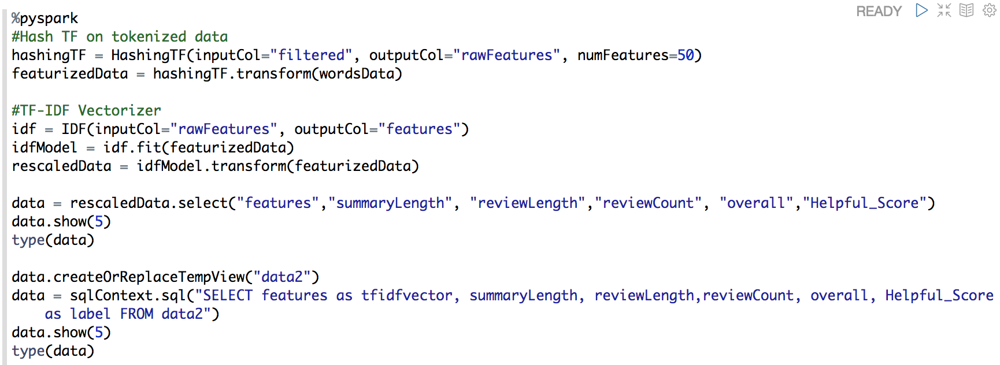 READY
%pyspark
#Hash TF on tokenized data
hashingTF = HashingTF(inputCol="filtered", outputCol="rawFeatures", numFeatures=50)
featurizedData = hashingTF.transform(wordsData)
#TF-IDF Vectorizer
idf = IDF(inputCol="rawFeatures", outputCol="features")
idfModel = idf.fit(featurizedData)
rescaledData = idfModel.transform(featurizedData)
data = rescaledData.select("features","summaryLength", "reviewLength","reviewCount", "overall","Helpful_Score")
data.show(5)
type(data)
data.createOrReplaceTempView("data2")
data = sqlContext.sql("SELECT features as tfidfvector, summaryLength, reviewLength,reviewCount, overall, Helpful_Score
as label FROM data2")
data.show(5)
type(data)